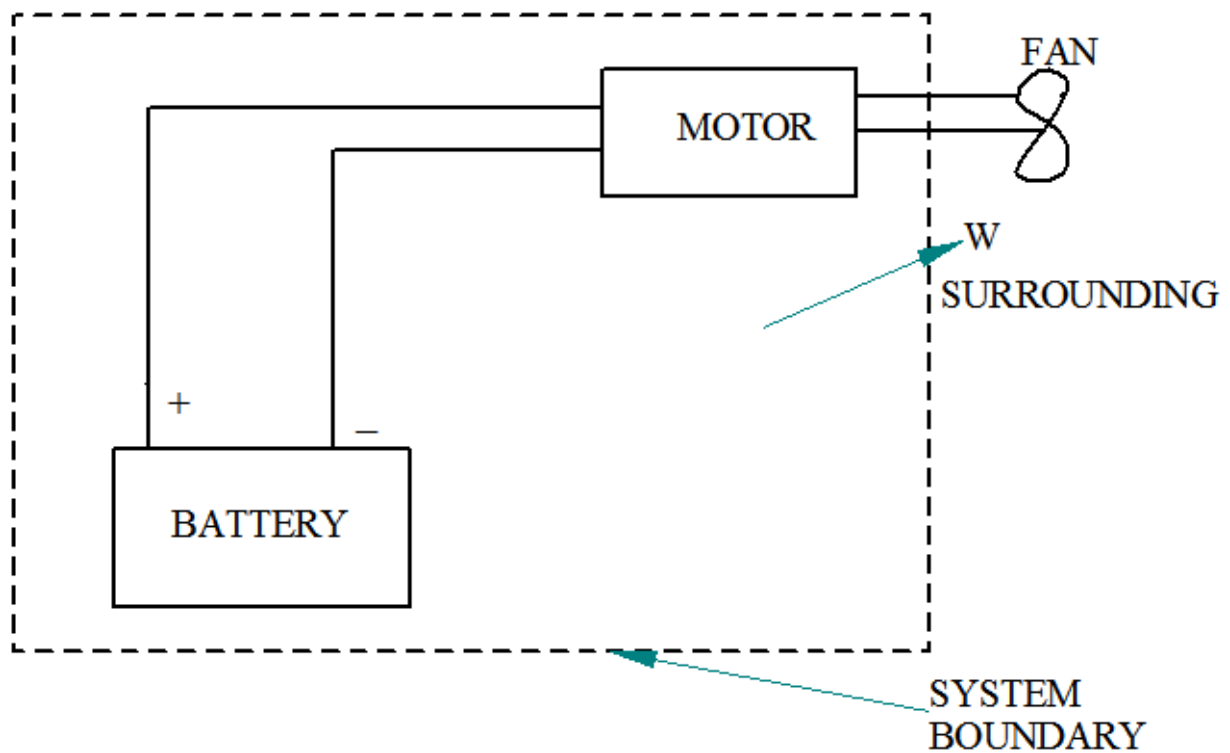 FAN
MOTOR
W
SURROUNDING
+
–
BATTERY
SYSTEM
BOUNDARY